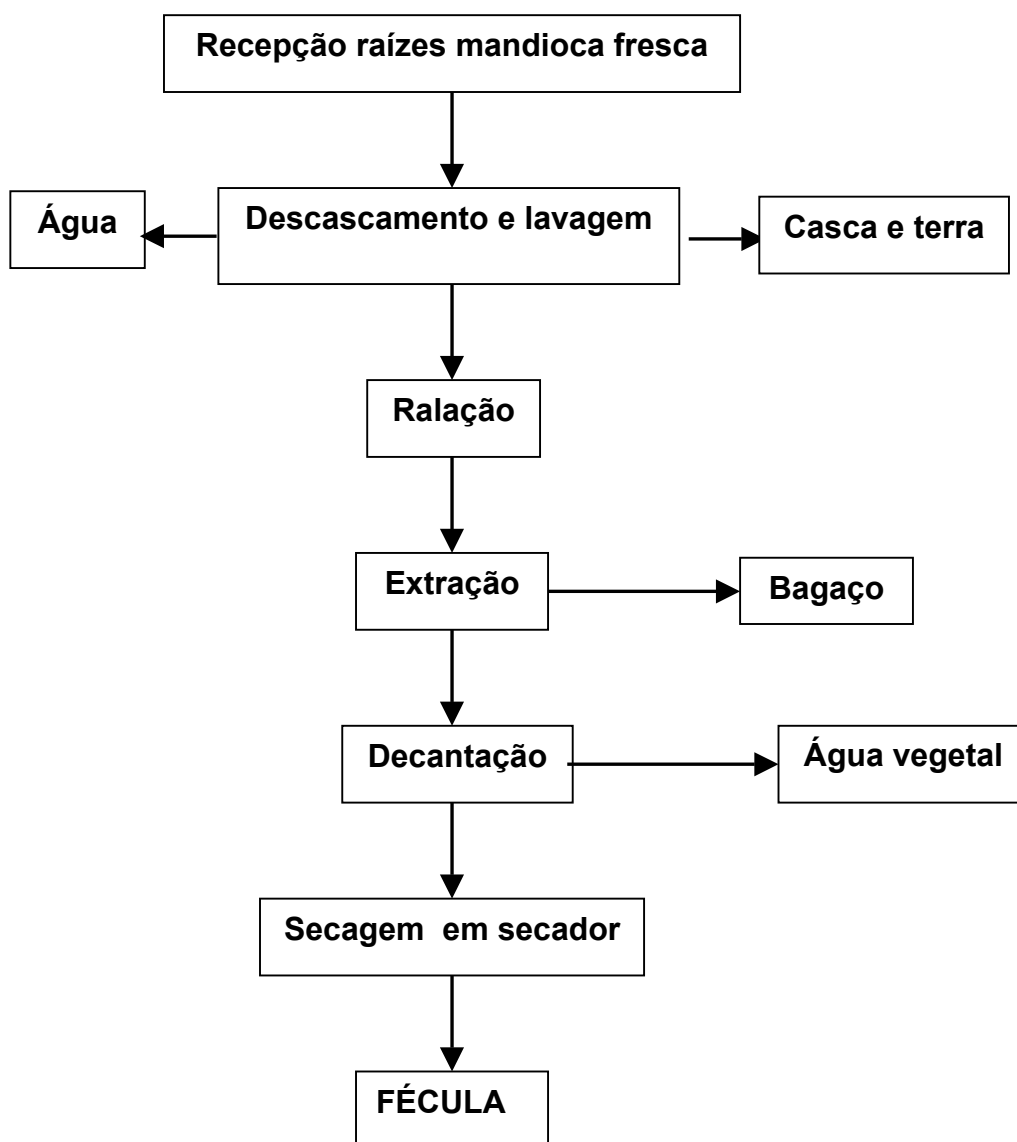 Recepção raízes mandioca fresca
Água
Descascamento e lavagem
Casca e terra
Ralação
Extração
Bagaço
Decantação
Água vegetal
Secagem em secador
FÉCULA